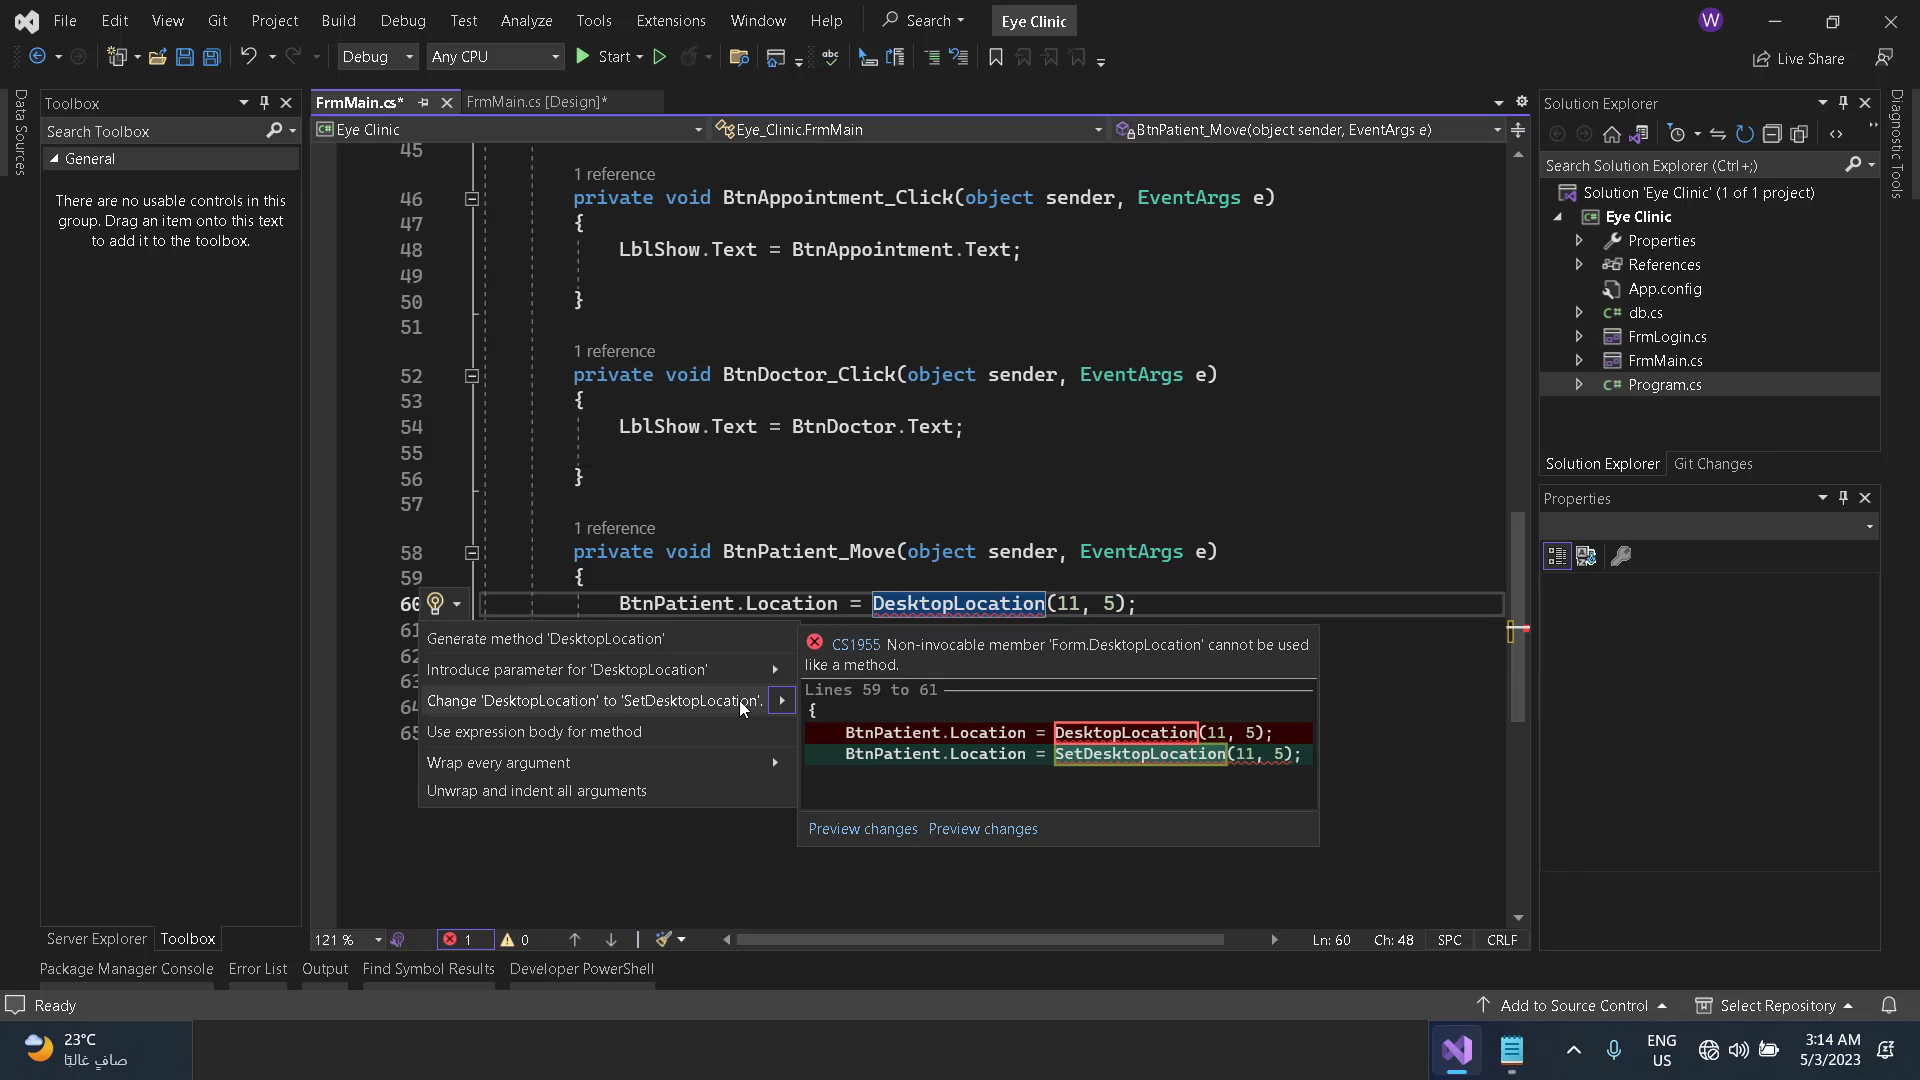 File Edit View Git Project Build Debug Test Analyze Tools Extensions Window Help Search Eye Clinic W
Debug Any CPU Start Live Share
Data Sources
Toolbox
Search Toolbox
General
There are no usable controls in this
group. Drag an item onto this text
to add it to the toolbox.
Server Explorer Toolbox
FrmMain.cs* FrmMain.cs [Design]*
Eye Clinic Eye_Clinic.FrmMain BtnPatient_Move(object sender, EventArgs e)
45
1 reference
46 private void BtnAppointment_Click(object sender, EventArgs e)
47 {
48 LblShow.Text = BtnAppointment.Text;
49
50 }
51
1 reference
52 private void BtnDoctor_Click(object sender, EventArgs e)
53 {
54 LblShow.Text = BtnDoctor.Text;
55
56 }
57
1 reference
58 private void BtnPatient_Move(object sender, EventArgs e)
59 {
60 BtnPatient.Location = DesktopLocation(11, 5);
Generate method 'DesktopLocation'
Introduce parameter for 'DesktopLocation'
Change 'DesktopLocation' to 'SetDesktopLocation'.
Use expression body for method
Wrap every argument
Unwrap and indent all arguments
CS1955 Non-invocable member 'Form.DesktopLocation' cannot be used
like a method.
Lines 59 to 61
{
BtnPatient.Location = DesktopLocation(11, 5);
BtnPatient.Location = SetDesktopLocation(11, 5);
Preview changes Preview changes
121 % 1 0 Ln: 60 Ch: 48 SPC CRLF
Solution Explorer
Search Solution Explorer (Ctrl+;)
Solution 'Eye Clinic' (1 of 1 project)
C# Eye Clinic
Properties
References
App.config
C# db.cs
FrmLogin.cs
FrmMain.cs
C# Program.cs
Solution Explorer Git Changes
Properties
Diagnostic Tools
Package Manager Console Error List Output Find Symbol Results Developer PowerShell
Ready Add to Source Control Select Repository
23°C
صافٍ غالبًا
ENG
US
3:14 AM
5/3/2023